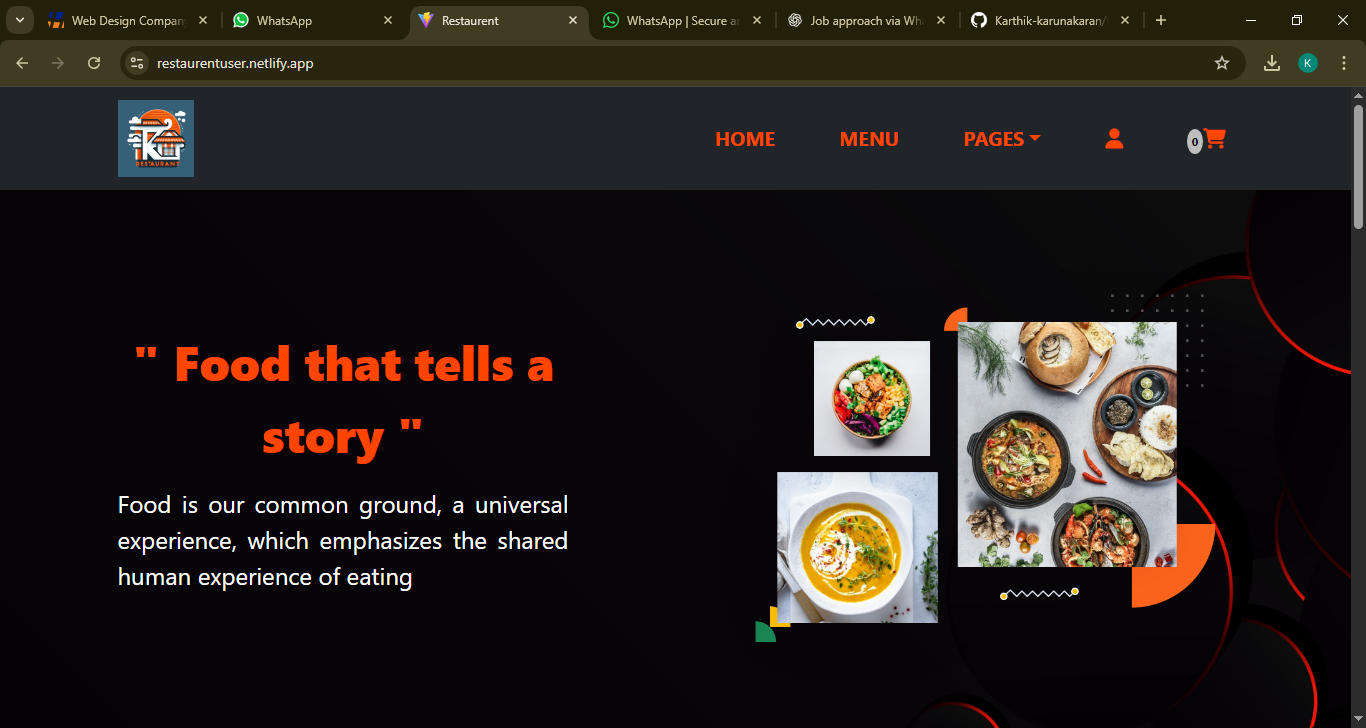 Web Design Compan
WhatsApp
Restaurent
WhatsApp | Secure a
Job approach via Wh
Karthik-karunakaran/
restaurentuser.netlify.app
K
RESTAURANT
HOME
MENU
PAGES
0
" Food that tells a
story "
Food is our common ground, a universal
experience, which emphasizes the shared
human experience of eating